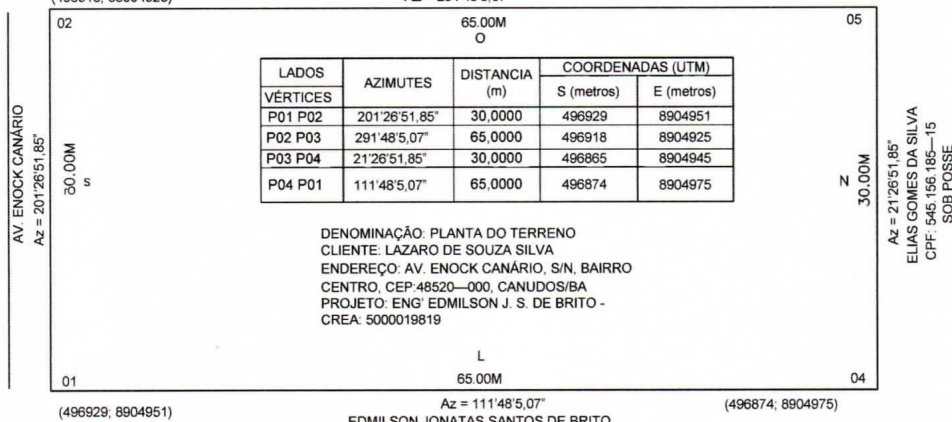 02 65.00M 05
O
LADOS AZIMUTES DISTANCIA (m) COORDENADAS (UTM)
VÉRTICES S (metros) E (metros)
P01 P02 201'26'51,85" 30,0000 496929 8904951
P02 P03 291'48'5,07" 65,0000 496918 8904925
P03 P04 21'26'51,85" 30,0000 496865 8904945
P04 P01 111'48'5,07" 65,0000 496874 8904975
AV. ENOCK CANÁRIO
Az = 201'26'51,85"
30.00M
S
N
30.00M
Az = 21'26'51,85"
ELIAS GOMES DA SILVA
CPF: 545.156.185—15
SOB POSSE
DENOMINAÇÃO: PLANTA DO TERRENO
CLIENTE: LAZARO DE SOUZA SILVA
ENDEREÇO: AV. ENOCK CANÁRIO, S/N, BAIRRO
CENTRO, CEP:48520—000, CANUDOS/BA
PROJETO: ENG' EDMILSON J. S. DE BRITO -
CREA: 5000019819
L
01 65.00M 04
(496929; 8904951) Az = 111'48'5,07" (496874; 8904975)
EDMILSON JONATAS SANTOS DE BRITO